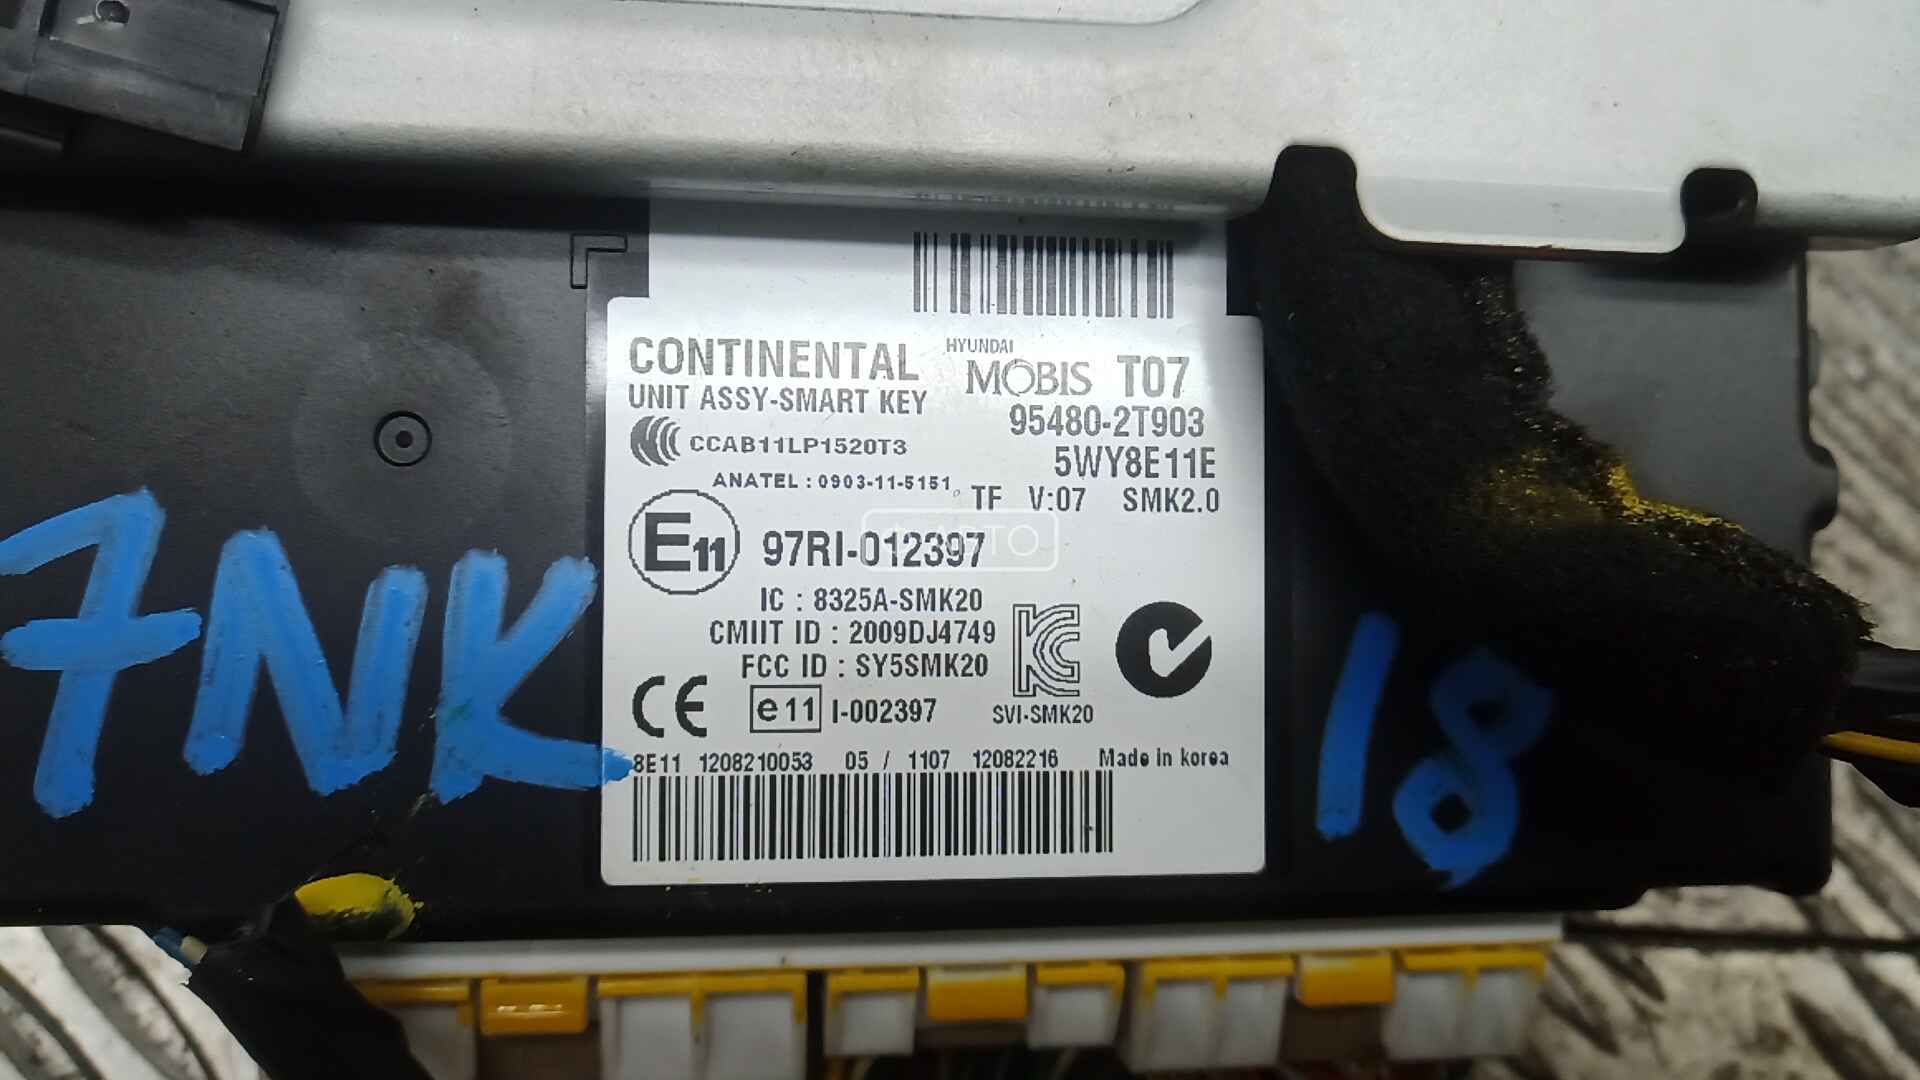 CONTINENTAL
HYUNDAI
MOBIS T07
UNIT ASSY-SMART KEY
95480-2T903
CCAB11LP1520T3
5WY8E11E
ANATEL : 0903-11-5151
TF V:07 SMK2.0
E11 97RI-012397
IC : 8325A-SMK20
CMIIT ID : 2009DJ4749
FCC ID : SY5SMK20
CE e11 I-002397
KC
SVI-SMK20
8E11 1208210053 05 / 1107 12082216 Made in korea
7NK
18